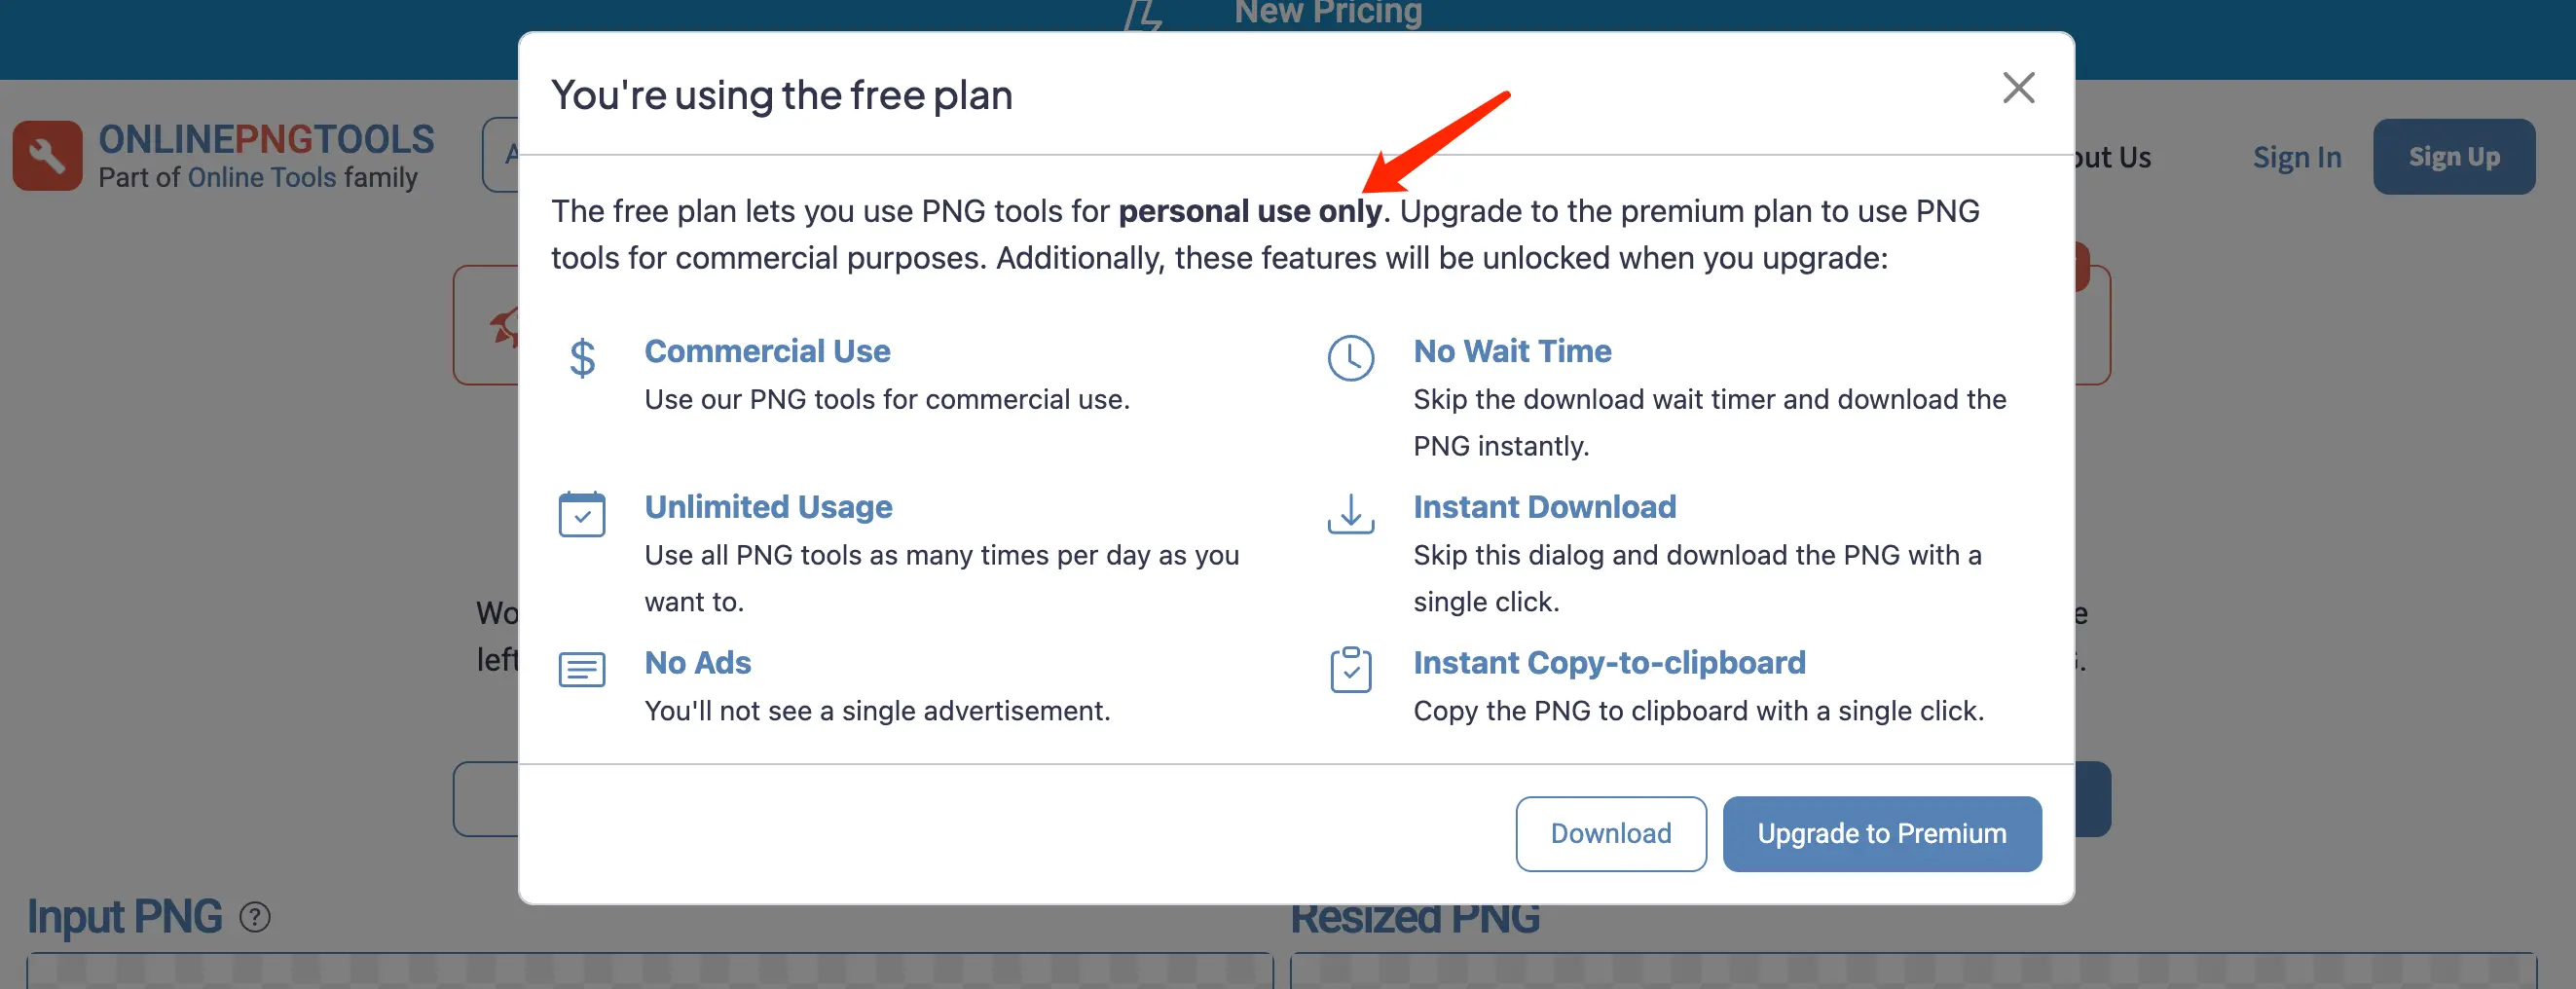 New Pricing
You're using the free plan
ONLINEPNGTOOLS
Part of Online Tools family
A
out Us
Sign In
Sign Up
The free plan lets you use PNG tools for personal use only. Upgrade to the premium plan to use PNG
tools for commercial purposes. Additionally, these features will be unlocked when you upgrade:
$
Commercial Use
Use our PNG tools for commercial use.
No Wait Time
Skip the download wait timer and download the
PNG instantly.
Unlimited Usage
Use all PNG tools as many times per day as you
want to.
Instant Download
Skip this dialog and download the PNG with a
single click.
Wo
e
left
No Ads
You'll not see a single advertisement.
Instant Copy-to-clipboard
Copy the PNG to clipboard with a single click.
Download
Upgrade to Premium
Input PNG ?
Resized PNG